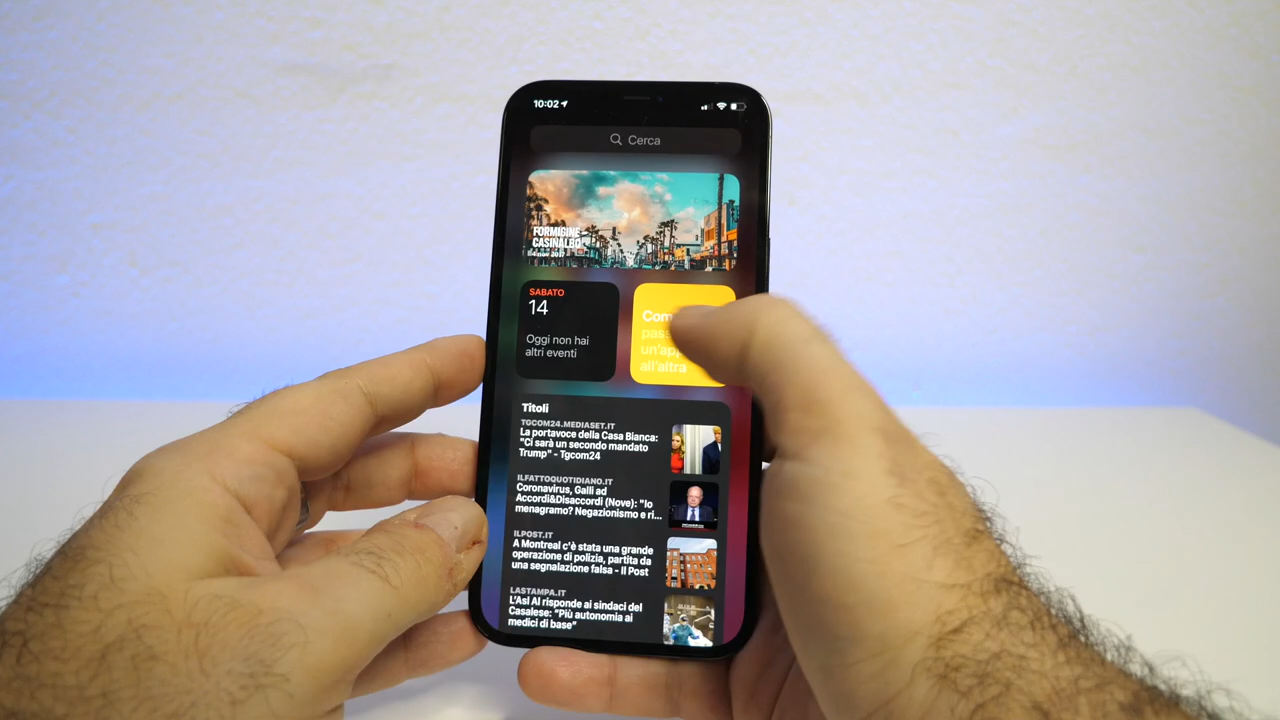 10:02
Cerca
FORMIGINE -
CASINALBO
14 nov 2017
SABATO
14
Oggi non hai
altri eventi
un'app
all'altra
Titoli
TGCOM24.MEDIASET.IT
La portavoce della Casa Bianca:
"Ci sarà un secondo mandato
Trump" - Tgcom24
ILFATTOQUOTIDIANO.IT
Coronavirus, Galli ad
Accordi&Disaccordi (Nove): "Io
menagramo? Negazionismo e ri...
ILPOST.IT
A Montreal c'è stata una grande
operazione di polizia, partita da
una segnalazione falsa - Il Post
LASTAMPA.IT
L'Asl Al risponde ai sindaci del
Casalese: "Più autonomia ai
medici di base"